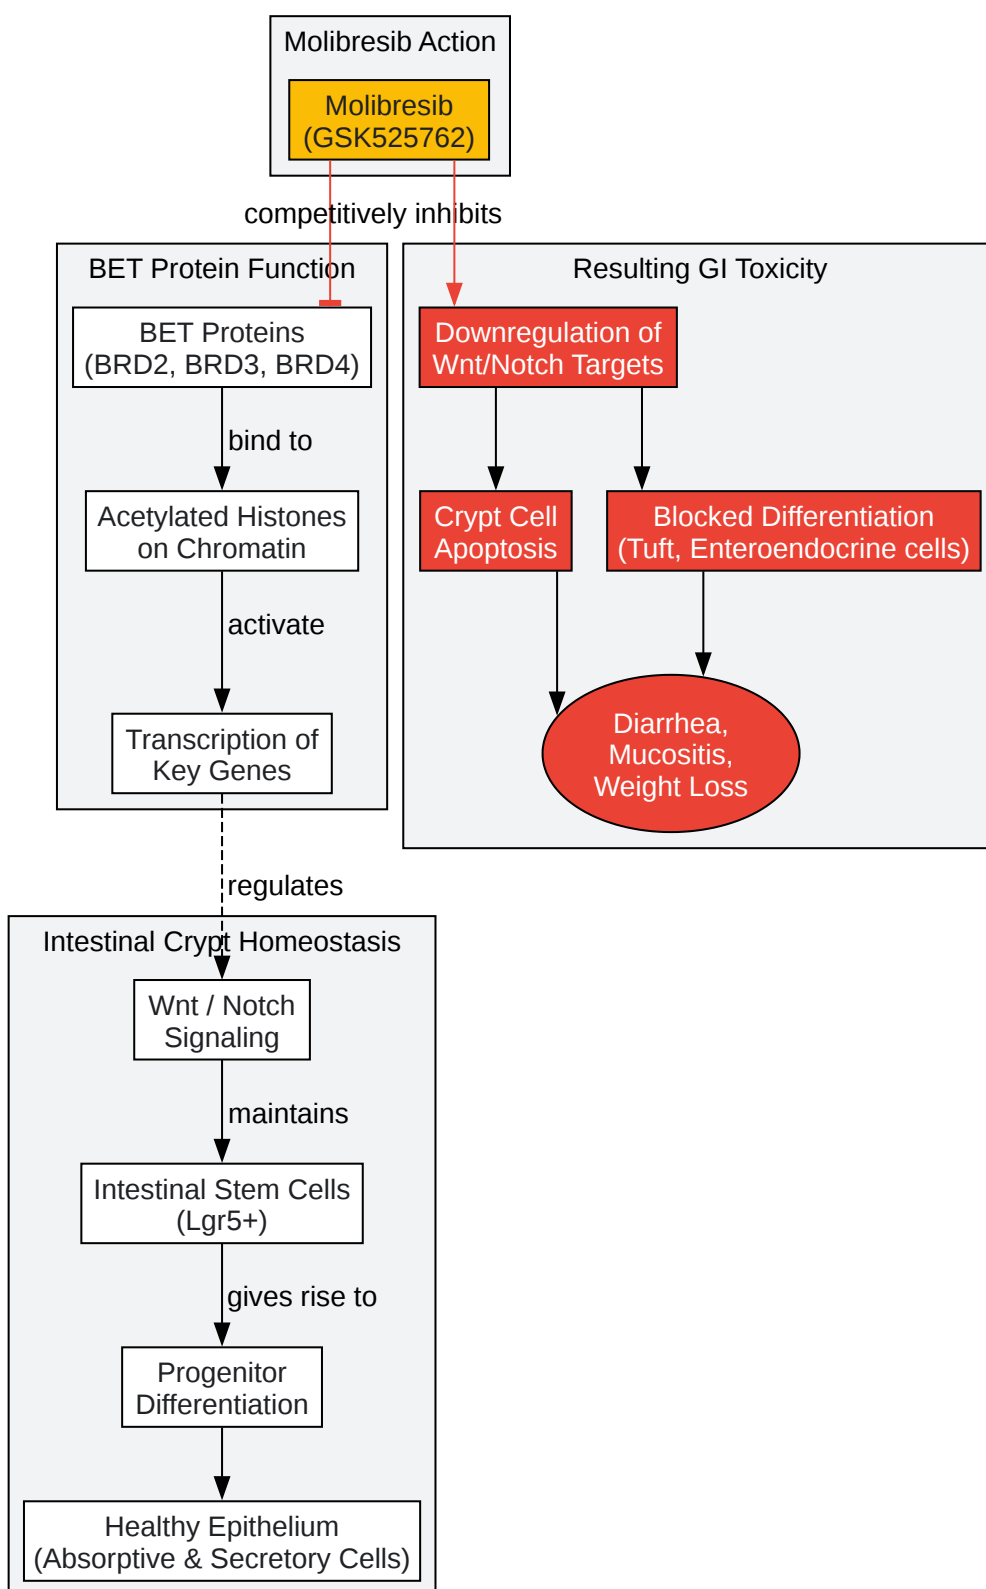 Molibresib Action
Molibresib
(GSK525762)
competitively inhibits
BET Protein Function
BET Proteins
(BRD2, BRD3, BRD4)
bind to
Acetylated Histones
on Chromatin
activate
Transcription of
Key Genes
regulates
Resulting GI Toxicity
Downregulation of
Wnt/Notch Targets
Crypt Cell
Apoptosis
Blocked Differentiation
(Tuft, Enteroendocrine cells)
Diarrhea,
Mucositis,
Weight Loss
Intestinal Crypt Homeostasis
Wnt / Notch
Signaling
maintains
Intestinal Stem Cells
(Lgr5+)
gives rise to
Progenitor
Differentiation
Healthy Epithelium
(Absorptive & Secretory Cells)